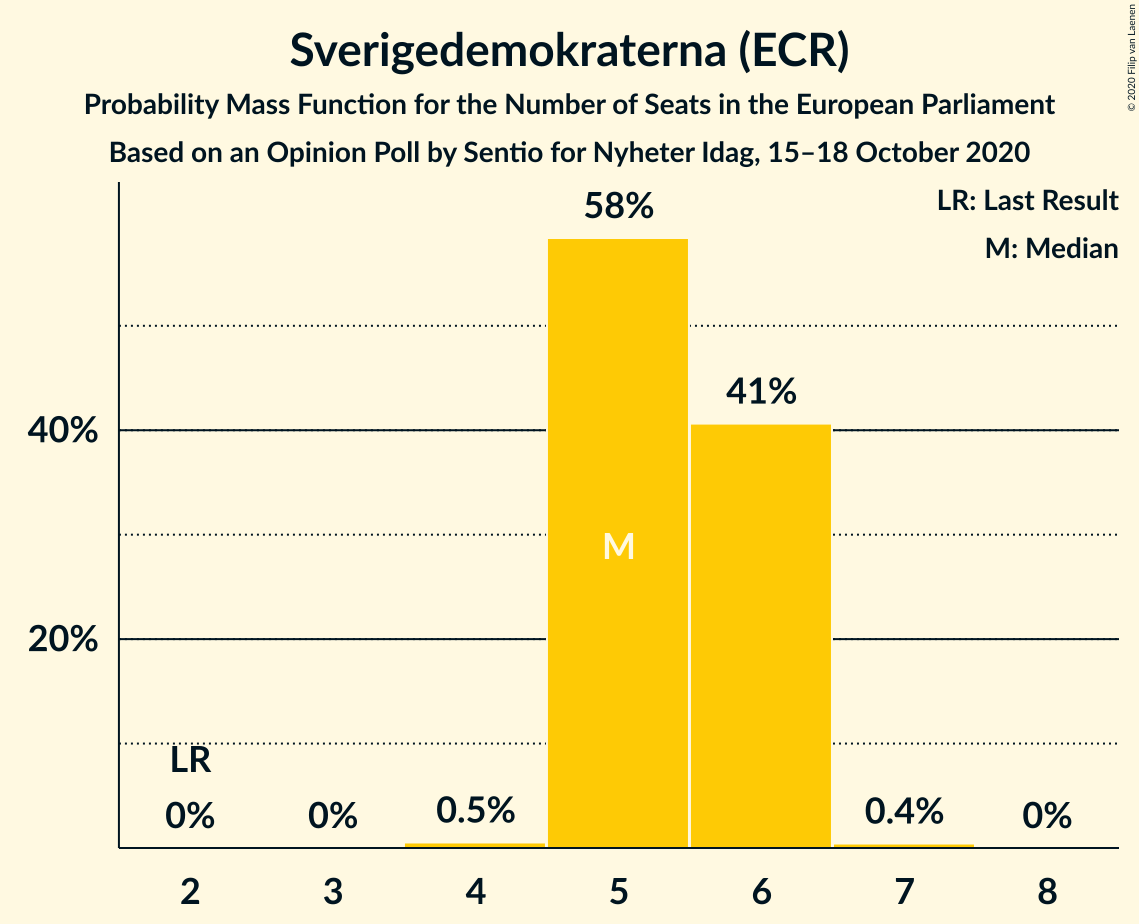 Sverigedemokraterna (ECR)
Probability Mass Function for the Number of Seats in the European Parliament
Based on an Opinion Poll by Sentio for Nyheter Idag, 15–18 October 2020
© 2020 Filip van Laenen
LR: Last Result
M: Median
58%
41%
40%
M
20%
LR
0%
0%
0.5%
0.4%
0%
2
3
4
5
6
7
8